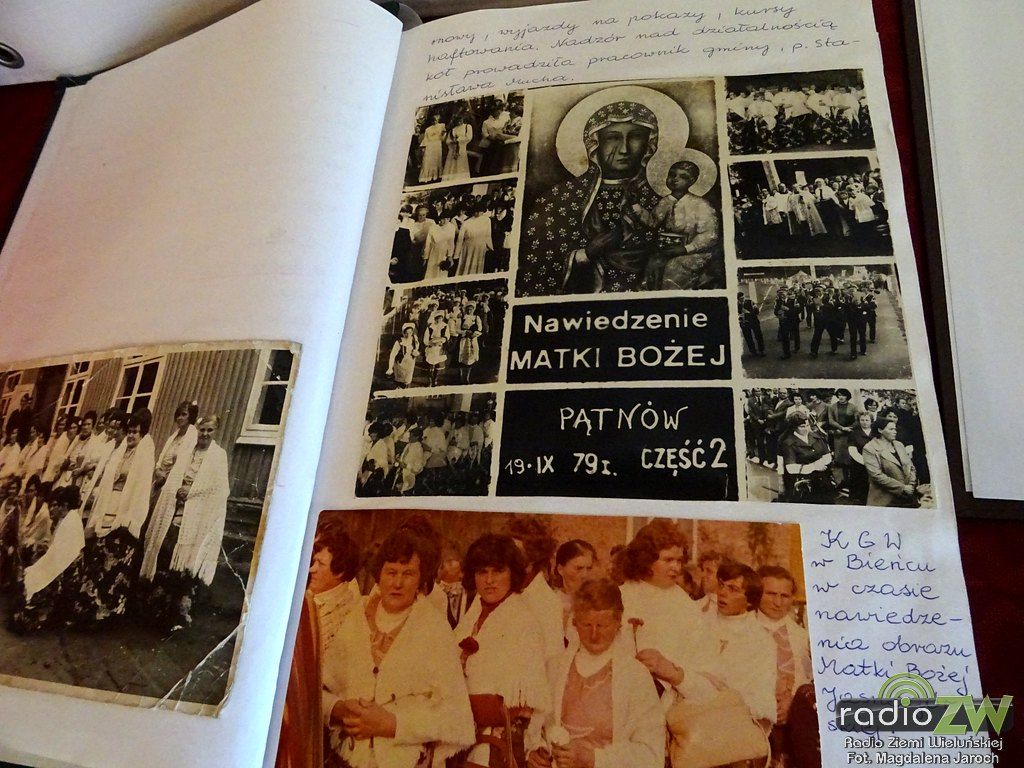 mowy, wyjazdy na pokazy, kursy
haftowania. Nadzór nad działalnością
kół prowadziła pracownik gminy, p. Sta-
nisława Mucha.
Nawiedzenie
MATKI BOŻEJ
PĄTNÓW
19·IX 79r. CZĘŚĆ 2
KGW
w Bieńcu
w czasie
nawiedze-
nia obrazu
Matki Bożej
radioZW
Radio Ziemi Wieluńskiej
Fot. Magdalena Jaroch